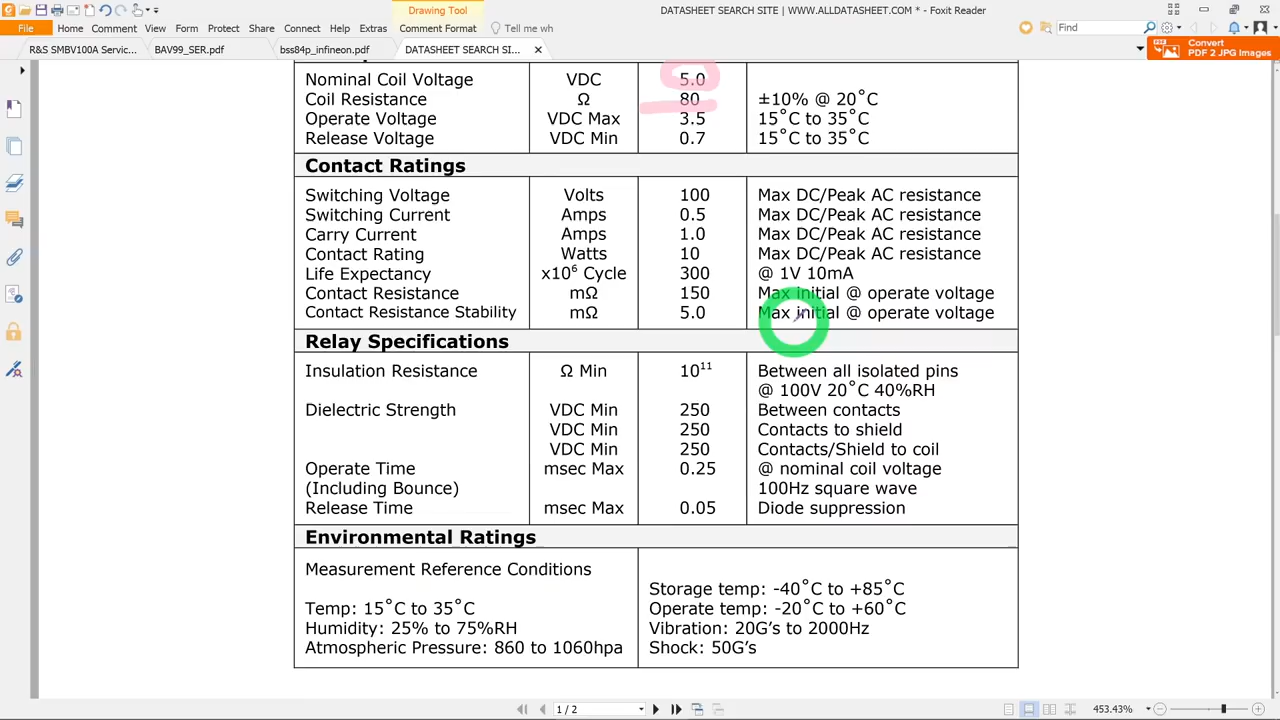 Drawing Tool
DATASHEET SEARCH SITE | WWW.ALLDATASHEET.COM * - Foxit Reader
File Home Comment View Form Protect Share Connect Help Extras Comment Format Tell me wh Find
Convert
PDF 2 JPG Images
PDF
R&S SMBV100A Servic... BAV99_SER.pdf bss84p_infineon.pdf DATASHEET SEARCH SI...
Nominal Coil Voltage VDC 5.0
Coil Resistance Ω 80 ±10% @ 20˚C
Operate Voltage VDC Max 3.5 15˚C to 35˚C
Release Voltage VDC Min 0.7 15˚C to 35˚C
Contact Ratings
Switching Voltage Volts 100 Max DC/Peak AC resistance
Switching Current Amps 0.5 Max DC/Peak AC resistance
Carry Current Amps 1.0 Max DC/Peak AC resistance
Contact Rating Watts 10 Max DC/Peak AC resistance
Life Expectancy x10⁶ Cycle 300 @ 1V 10mA
Contact Resistance mΩ 150 Max initial @ operate voltage
Contact Resistance Stability mΩ 5.0 Max initial @ operate voltage
Relay Specifications
Insulation Resistance Ω Min 10¹¹ Between all isolated pins
@ 100V 20˚C 40%RH
Dielectric Strength VDC Min 250 Between contacts
VDC Min 250 Contacts to shield
VDC Min 250 Contacts/Shield to coil
Operate Time msec Max 0.25 @ nominal coil voltage
(Including Bounce) 100Hz square wave
Release Time msec Max 0.05 Diode suppression
Environmental Ratings
Measurement Reference Conditions
Storage temp: -40˚C to +85˚C
Temp: 15˚C to 35˚C Operate temp: -20˚C to +60˚C
Humidity: 25% to 75%RH Vibration: 20G’s to 2000Hz
Atmospheric Pressure: 860 to 1060hpa Shock: 50G’s
1 / 2 453.43%